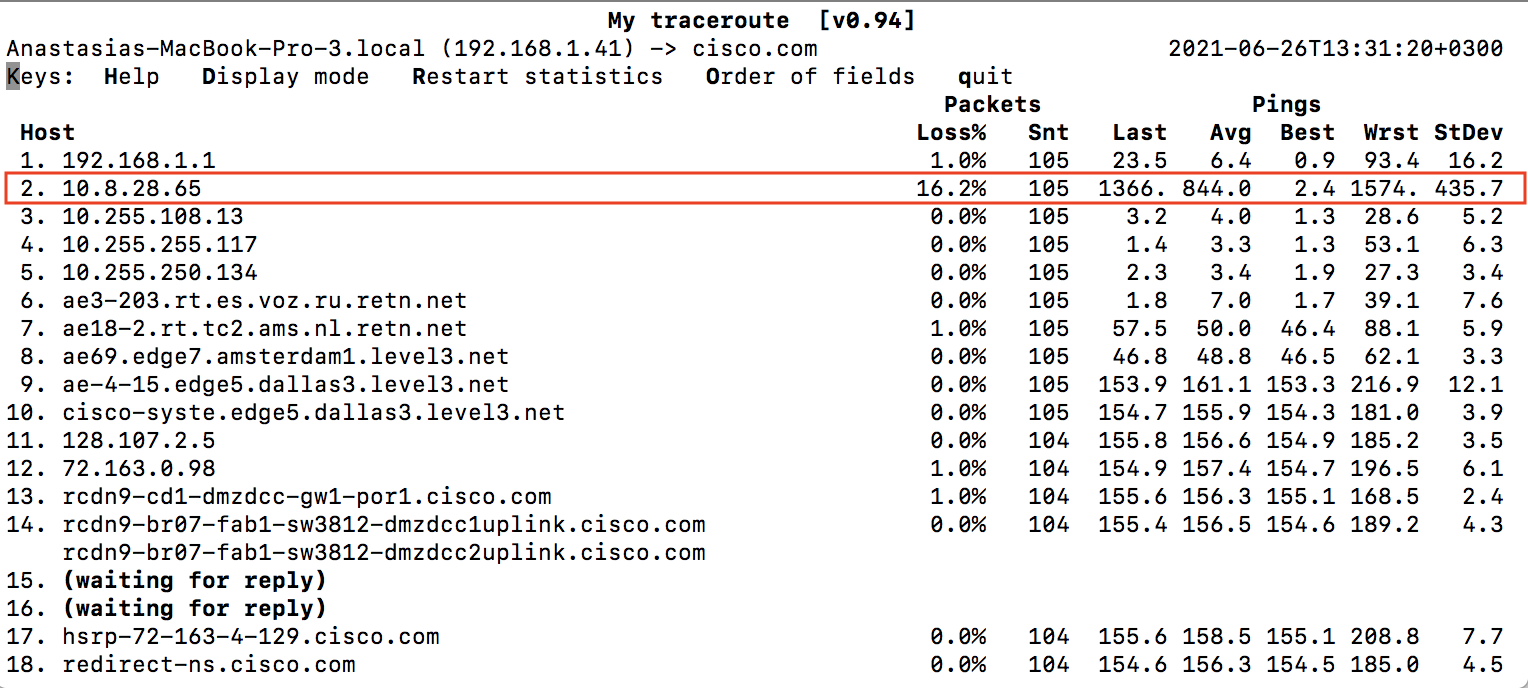 My traceroute  [v0.94]
Anastasias-MacBook-Pro-3.local (192.168.1.41) -> cisco.com 2021-06-26T13:31:20+0300
Keys:  Help   Display mode   Restart statistics   Order of fields   quit
Packets Pings
Host Loss% Snt Last Avg Best Wrst StDev
1. 192.168.1.1 1.0% 105 23.5 6.4 0.9 93.4 16.2
2. 10.8.28.65 16.2% 105 1366. 844.0 2.4 1574. 435.7
3. 10.255.108.13 0.0% 105 3.2 4.0 1.3 28.6 5.2
4. 10.255.255.117 0.0% 105 1.4 3.3 1.3 53.1 6.3
5. 10.255.250.134 0.0% 105 2.3 3.4 1.9 27.3 3.4
6. ae3-203.rt.es.voz.ru.retn.net 0.0% 105 1.8 7.0 1.7 39.1 7.6
7. ae18-2.rt.tc2.ams.nl.retn.net 1.0% 105 57.5 50.0 46.4 88.1 5.9
8. ae69.edge7.amsterdam1.level3.net 0.0% 105 46.8 48.8 46.5 62.1 3.3
9. ae-4-15.edge5.dallas3.level3.net 0.0% 105 153.9 161.1 153.3 216.9 12.1
10. cisco-syste.edge5.dallas3.level3.net 0.0% 105 154.7 155.9 154.3 181.0 3.9
11. 128.107.2.5 0.0% 104 155.8 156.6 154.9 185.2 3.5
12. 72.163.0.98 1.0% 104 154.9 157.4 154.7 196.5 6.1
13. rcdn9-cd1-dmzdcc-gw1-por1.cisco.com 1.0% 104 155.6 156.3 155.1 168.5 2.4
14. rcdn9-br07-fab1-sw3812-dmzdcc1uplink.cisco.com 0.0% 104 155.4 156.5 154.6 189.2 4.3
rcdn9-br07-fab1-sw3812-dmzdcc2uplink.cisco.com
15. (waiting for reply)
16. (waiting for reply)
17. hsrp-72-163-4-129.cisco.com 0.0% 104 155.6 158.5 155.1 208.8 7.7
18. redirect-ns.cisco.com 0.0% 104 154.6 156.3 154.5 185.0 4.5